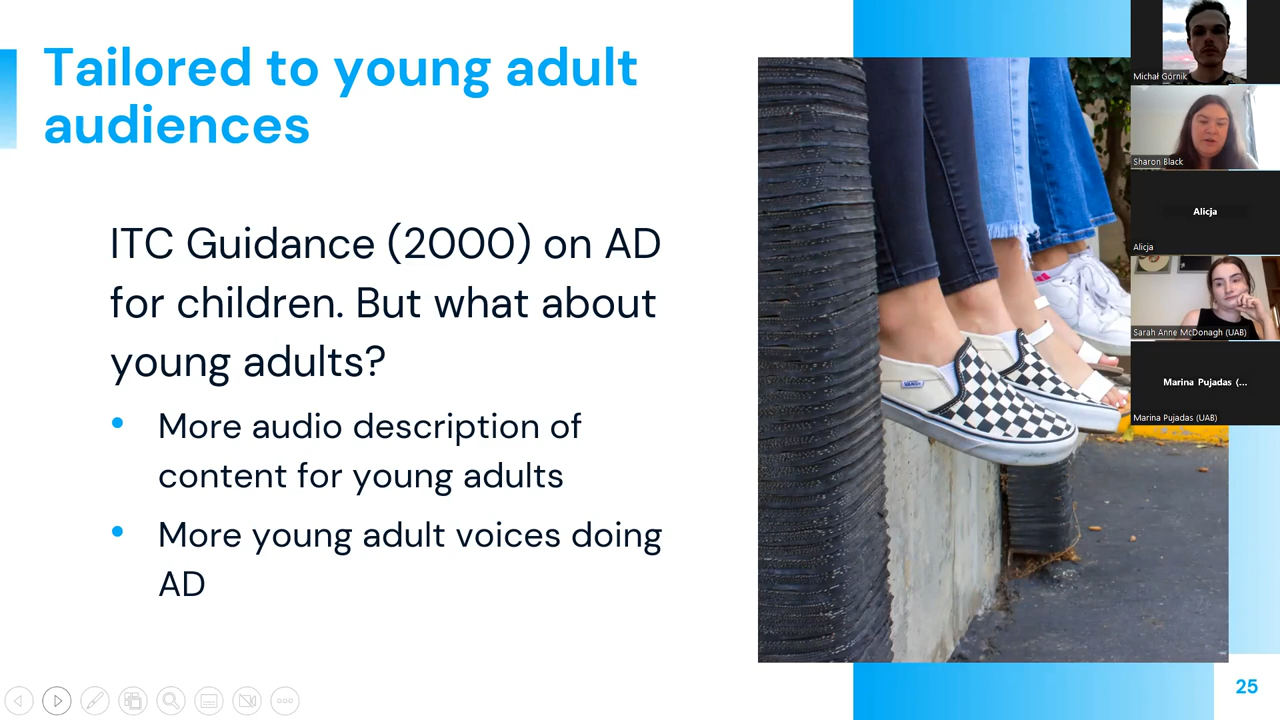 Tailored to young adult
audiences
ITC Guidance (2000) on AD
for children. But what about
young adults?
• More audio description of
content for young adults
• More young adult voices doing
AD
VANS
25
Michał Górnik
Sharon Black
Alicja
Alicja
Sarah Anne McDonagh (UAB)
Marina Pujadas (...
Marina Pujadas (UAB)